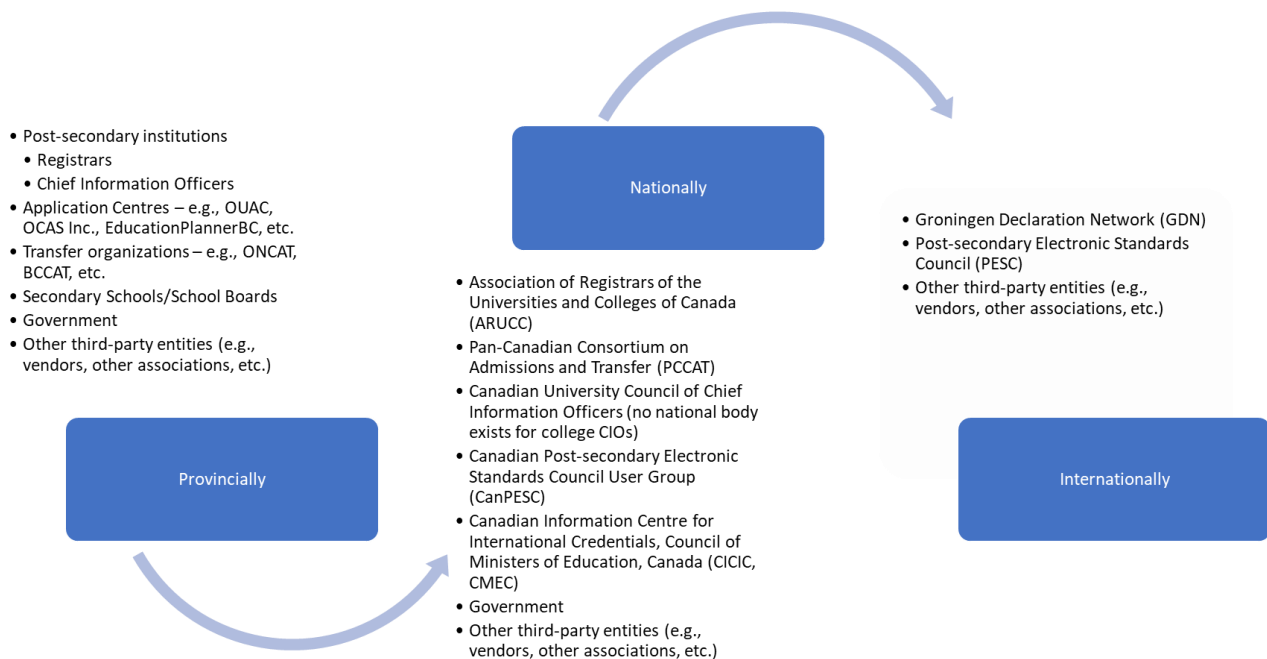 • Post-secondary institutions
• Registrars
• Chief Information Officers
• Application Centres – e.g., OUAC,
OCAS Inc., EducationPlannerBC, etc.
• Transfer organizations – e.g., ONCAT,
BCCAT, etc.
• Secondary Schools/School Boards
• Government
• Other third-party entities (e.g.,
vendors, other associations, etc.)
Provincially
Nationally
• Association of Registrars of the
Universities and Colleges of Canada
(ARUCC)
• Pan-Canadian Consortium on
Admissions and Transfer (PCCAT)
• Canadian University Council of Chief
Information Officers (no national body
exists for college CIOs)
• Canadian Post-secondary Electronic
Standards Council User Group
(CanPESC)
• Canadian Information Centre for
International Credentials, Council of
Ministers of Education, Canada (CICIC,
CMEC)
• Government
• Other third-party entities (e.g.,
vendors, other associations, etc.)
• Groningen Declaration Network (GDN)
• Post-secondary Electronic Standards
Council (PESC)
• Other third-party entities (e.g.,
vendors, other associations, etc.)
Internationally